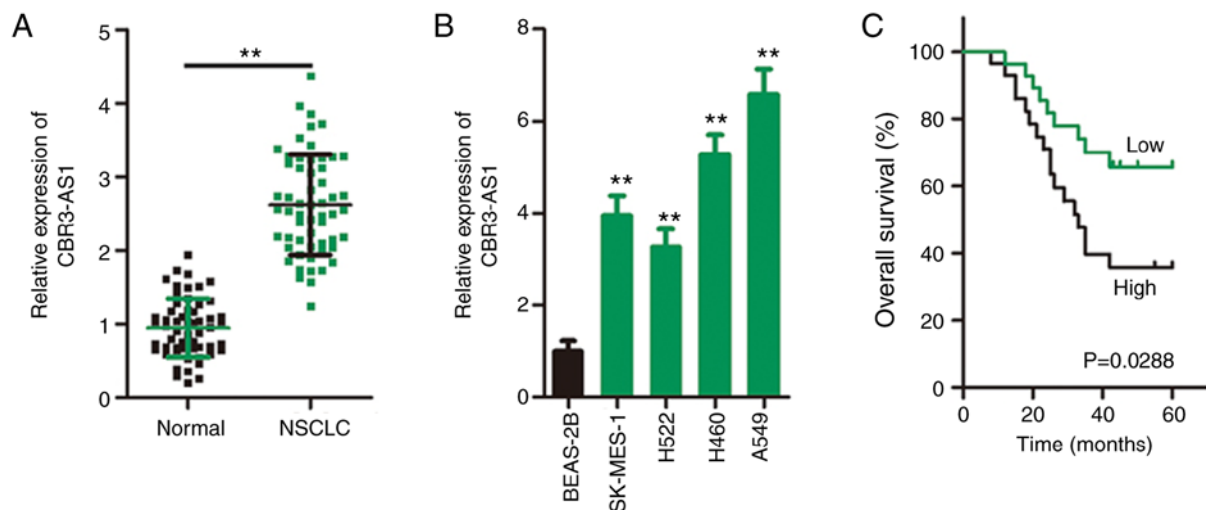 A
Relative expression of
CBR3-AS1
5
4
3
2
1
0
**
Normal
NSCLC
B
Relative expression of
CBR3-AS1
8
6
4
2
0
**
**
**
**
BEAS-2B
SK-MES-1
H522
H460
A549
C
Overall survival (%)
100
80
60
40
20
0
Low
High
P=0.0288
0
20
40
60
Time (months)